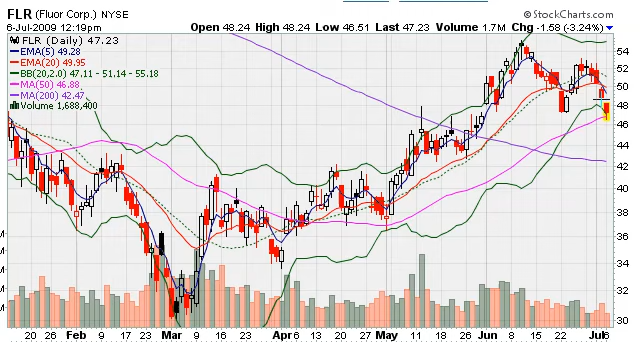 FLR (Fluor Corp.) NYSE © StockCharts.com
6-Jul-2009 12:19pm Open 48.24 High 48.24 Low 46.51 Last 47.23 Volume 1.7M Chg -1.58 (-3.24%)
FLR (Daily) 47.23
EMA(5) 49.28
EMA(20) 49.95
BB(20,2.0) 47.11 - 51.14 - 55.18
MA(50) 46.88
MA(200) 42.47
Volume 1,688,400
54
52
50
48
46
44
42
40
38
36
34
32
30
M
M
M
M
20 26 Feb 9 17 23 Mar 9 16 23 Apr 6 13 20 27 May 11 18 26 Jun 8 15 22 Jul 6